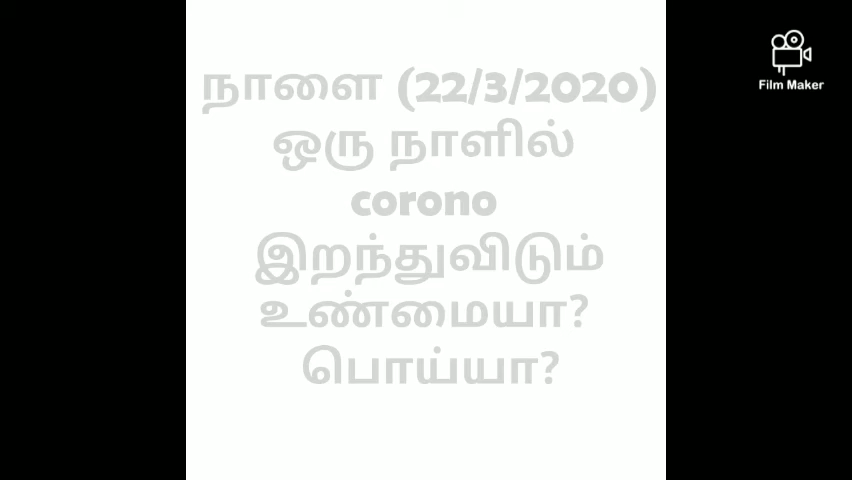 நாளை (22/3/2020)
ஒரு நாளில்
corono
இறந்துவிடும்
உண்மையா?
பொய்யா?
Film Maker